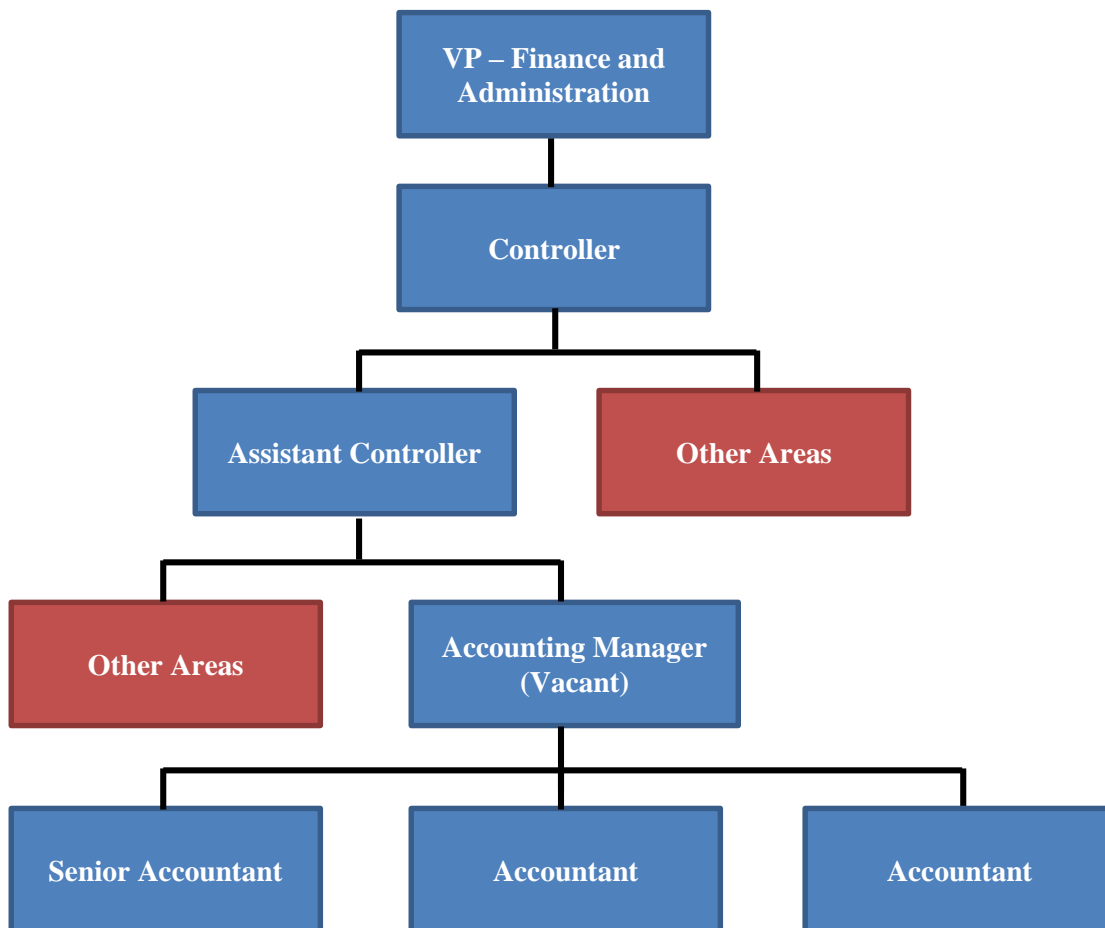 VP – Finance and
Administration
Controller
Assistant Controller
Other Areas
Other Areas
Accounting Manager
(Vacant)
Senior Accountant
Accountant
Accountant